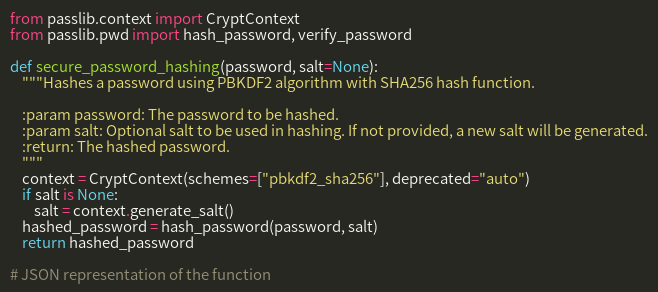 from passlib.context import CryptContext
from passlib.pwd import hash_password, verify_password

def secure_password_hashing(password, salt=None):
    """Hashes a password using PBKDF2 algorithm with SHA256 hash function.

    :param password: The password to be hashed.
    :param salt: Optional salt to be used in hashing. If not provided, a new salt will be generated.
    :return: The hashed password.
    """
    context = CryptContext(schemes=["pbkdf2_sha256"], deprecated="auto")
    if salt is None:
        salt = context.generate_salt()
    hashed_password = hash_password(password, salt)
    return hashed_password

# JSON representation of the function